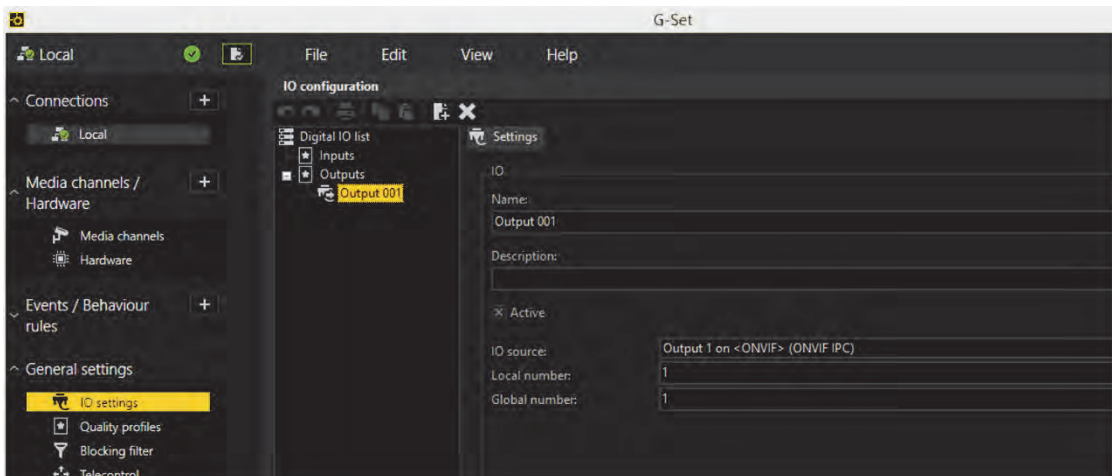 G-Set
Local
File Edit View Help
Connections
Local
Media channels /
Hardware
Media channels
Hardware
Events / Behaviour
rules
General settings
IO settings
Quality profiles
Blocking filter
Telecontrol
IO configuration
Digital IO list
Inputs
Outputs
Output 001
Settings
IO
Name:
Output 001
Description:
Active
IO source: Output 1 on <ONVIF> (ONVIF IPC)
Local number: 1
Global number: 1